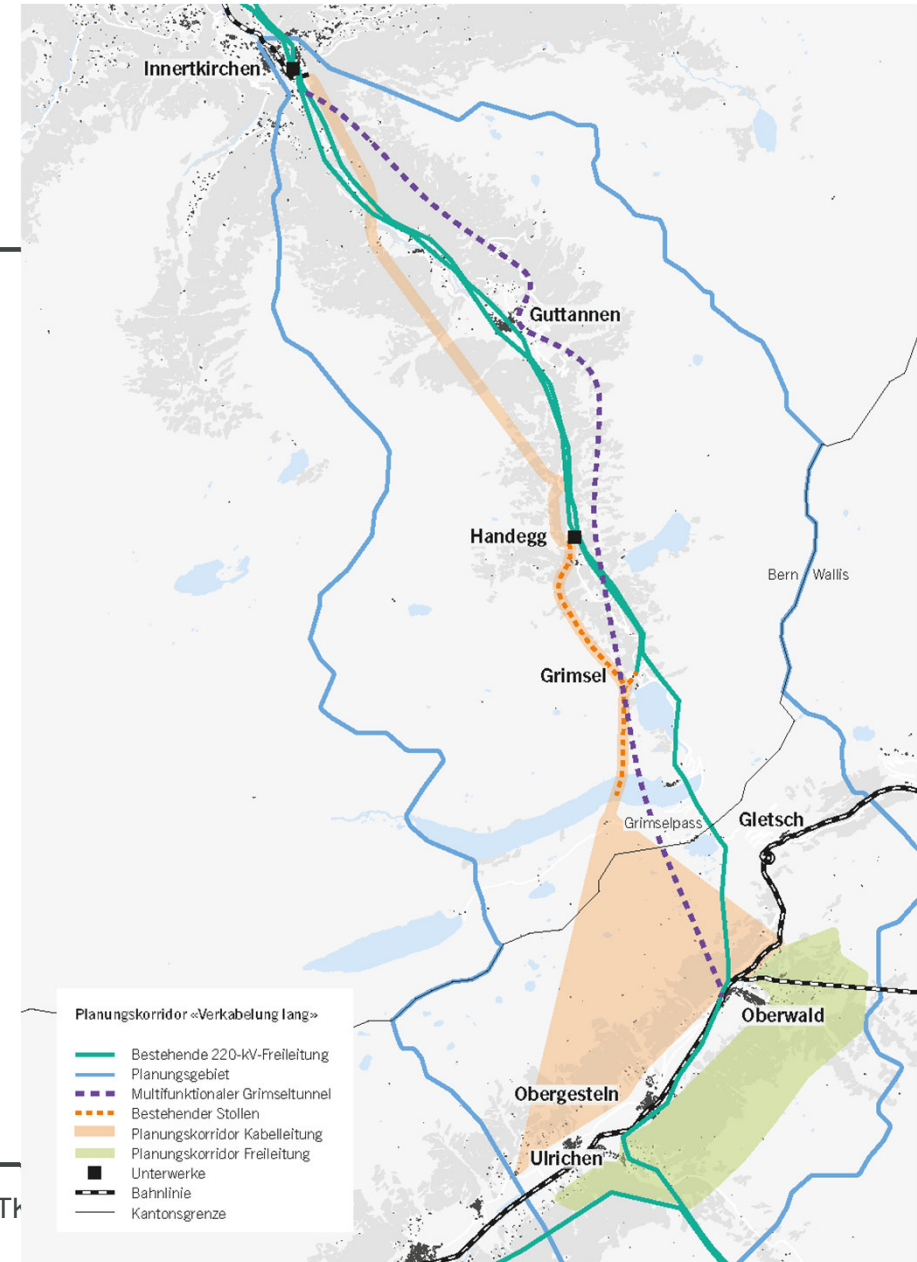 Innertkirchen
Guttannen
Handegg
Bern Wallis
Grimsel
Grimselpass
Gletsch
Oberwald
Obergesteln
Ulrichen
Planungskorridor «Verkabelung lang»
Bestehende 220-kV-Freileitung
Planungsgebiet
Multifunktionaler Grimseltunnel
Bestehender Stollen
Planungskorridor Kabelleitung
Planungskorridor Freileitung
Unterwerke
Bahnlinie
Kantonsgrenze